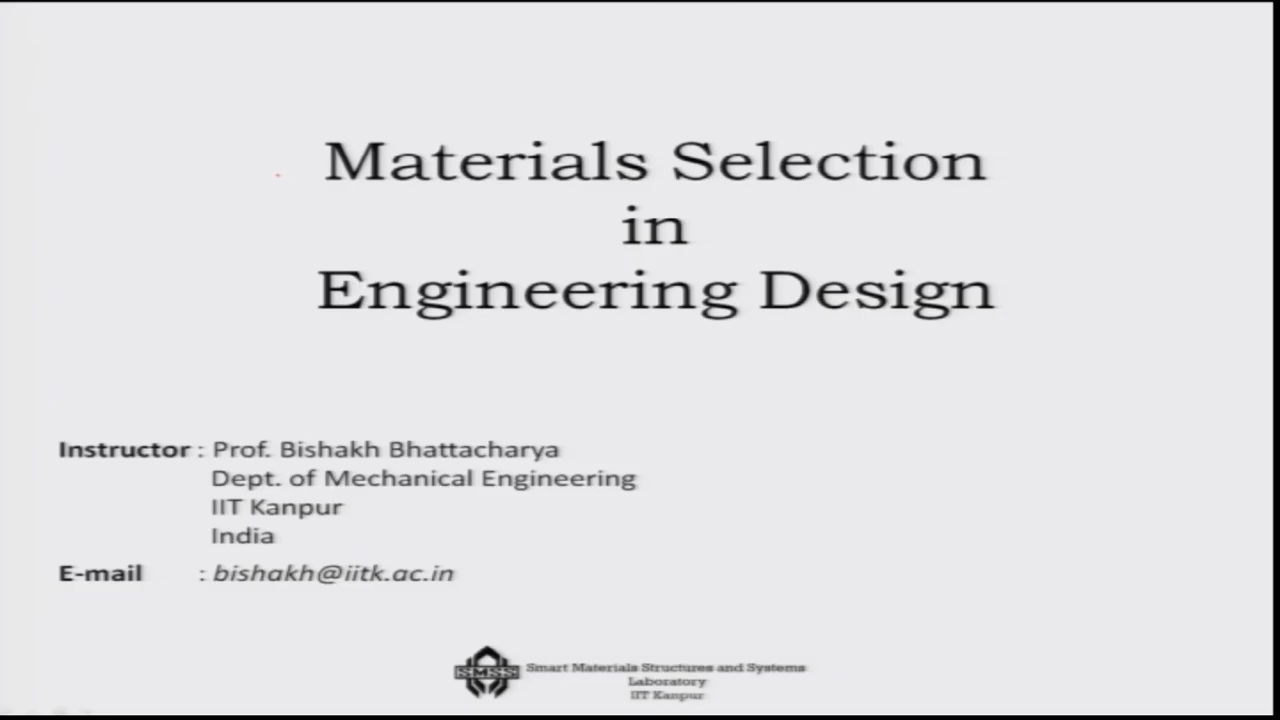 Materials Selection
in
Engineering Design
Instructor : Prof. Bishakh Bhattacharya
Dept. of Mechanical Engineering
IIT Kanpur
India
E-mail : bishakh@iitk.ac.in
SMSS
Smart Materials Structures and Systems
Laboratory
IIT Kanpur